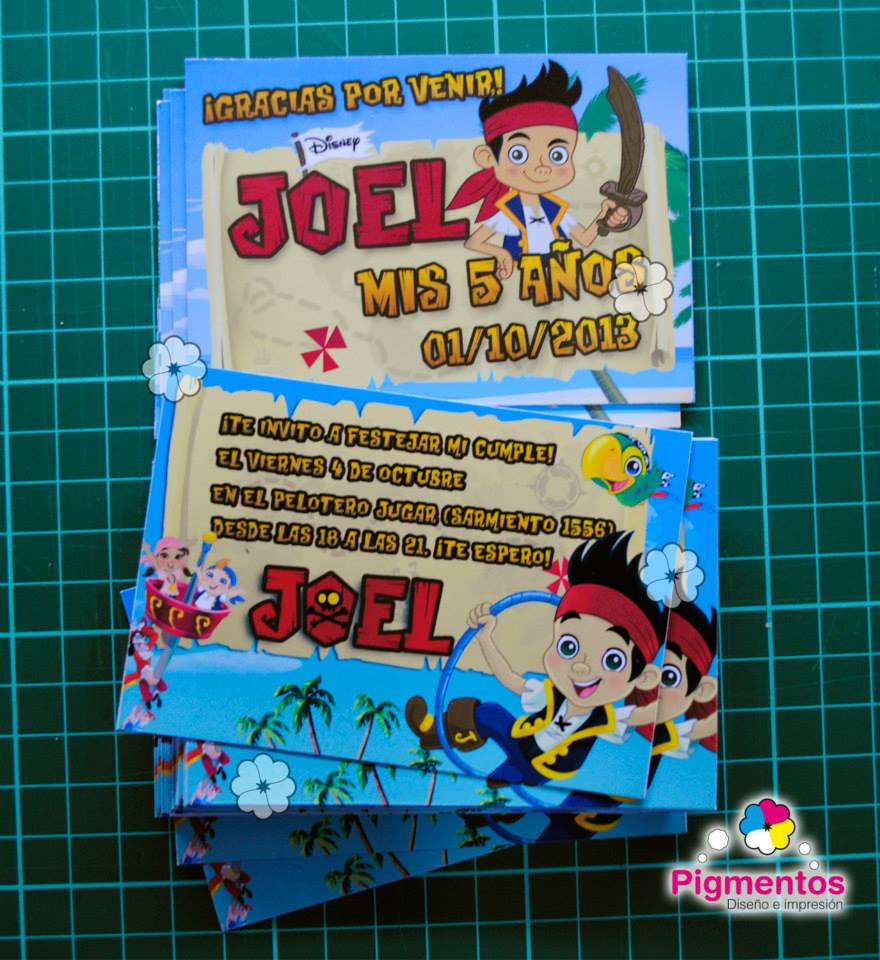 ¡GRACIAS POR VENIR!
DISNEY
JOEL
MIS 5 AÑOS
01/10/2013
¡TE INVITO A FESTEJAR MI CUMPLE!
EL VIERNES 4 DE OCTUBRE
EN EL PELOTERO JUGAR (SARMIENTO 1556)
DESDE LAS 18 A LAS 21. ¡TE ESPERO!
JOEL
J
Pigmentos
Diseño e impresión